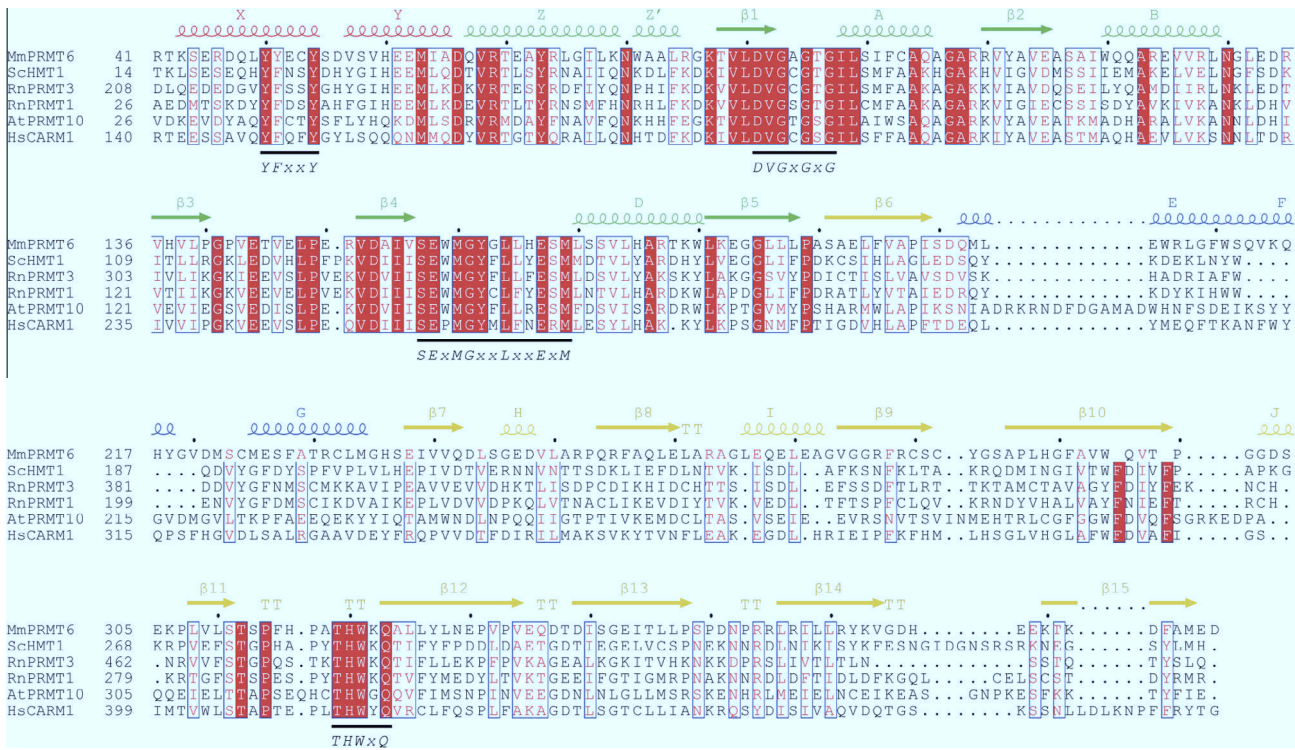 X Y Z Z' β1 A β2 B
MmPRMT6 41 RTKSERDQLYYECYSDVSVHEEMIADQVRTEAYRLGILKNWAALRGKTVLDVGAGTGILSIFCAQAGARRVYAVEASAIWQQAREVVRLNGLEDR
ScHMT1 14 TKLSESEQHYFNSYDHYGIHEEMLQDTVRTLSYRNAIIQNKDLFKDKIVLDVGCGTGILSMFAAKHGAKHVIGVDMSSIIEMAKELVELNGFSDK
RnPRMT3 208 DLQEDEDGVYFSSYGHYGIHEEMLKDKVRTESYRDFIYQNPHIFKDKVVLDVGCGTGILSMFAAKAGAKKVIAVDQSEILYQAMDIIRLNKLEDT
RnPRMT1 26 AEDMTSKDYYFDSYAHFGIHEEMLKDEVRTLTYRNSMFHNRHLFKDKVVLDVGSGTGILCMFAAKAGARKVIGIECSSISDYAVKIVKANKLDHV
AtPRMT10 26 VDKEVDYAQYFCTYSFLYHQKDMLSDRVRMDAYFNAVFQNKHHFEGKTVLDVGTGSGILAIWSAQAGARKVYAVEATKMADHARALVKANNLDHI
HsCARM1 140 RTEESSAVQYFQFYGYLSQQQNMMQDYVRTGTYQRAILQNHTDFKDKIVLDVGCGSGILSFFAAQAGARKIYAVEASTMAQHAEVLVKSNNLTDR
YFxxY DVGxGxG
β3 β4 D β5 β6 E F
MmPRMT6 136 VHVLPGPVETVELPE.RVDAIVSEWMGYGLLHESMLSSVLHARTKWLKEGGLLLPASAELFVAPISDQML................EWRLGFWSQVKQ
ScHMT1 109 ITLLRGKLEDVHLPFPKVDIIISEWMGYFLLYESMMDTVLYARDHYLVEGGLIFPDKCSIHLAGLEDSQY................KDEKLNYW....
RnPRMT3 303 IVLIKGKIEEVSLPVEKVDVIISEWMGYFLLFESMLDSVLYAKSKYLAKGGSVYPDICTISLVAVSDVSK................HADRIAFW....
RnPRMT1 121 VTIIKGKVEEVELPVEKVDIIISEWMGYCLFYESMLNTVLHARDKWLAPDGLIFPDRATLYVTAIEDRQY................KDYKIHWW....
AtPRMT10 121 VEVIEGSVEDISLPE.KVDVIISEWMGYFLLRESMFDSVISARDRWLKPTGVMYPSHARMWLAPIKSNIADRKRNDFDGAMADWHNFSDEIKSYY
HsCARM1 235 IVVIPGKVEEVSLPE.QVDIIISEPMGYMLFNERMLESYLHAK.KYLKPSGNMFPTIGDVHLAPFTDEQL................YMEQFTKANFWY
SExMGxxLxxExM
G β7 H β8 TT I β9 β10 J
MmPRMT6 217 HYGVDMSCMESFATRCLMGHSEIVVQDLSGEDVLARPQRFAQLELARAGLEQELEAGVGGRFRCSC...YGSAPLHGFAVWFQVTFP.....GGDS
ScHMT1 187 ....QDVYGFDYSPFVPLVLHEPIVDTVERNNVNTTSDKLIEFDLNTVK.ISDLEAFKSNFKLTA...KRQDMINGIVTWFDIVFP.....APKG
RnPRMT3 381 ....DDVYGFNMSCMKKAVIPEAVVEVVDHKTLISDPCDIKHIDCHTTS.ISDL..EFSSDFTLRT...TKTAMCTAVAGYFDIYFE.....KNCH.
RnPRMT1 199 ....ENVYGFDMSCIKDVAIKEPLVDVVDPKQLVTNACLIKEVDIYTVK.VEDL..TFTSPFCLQV...KRNDYVHALVAYFNIEFT.....RCH.
AtPRMT10 215 GVDMGVLTKPFAEEQEKYYIQTAMWNDLNPQQIIGTPTIVKEMDCLTAS.VSEIE..EVRSNVTSVINMEHTRLCGFGGWFDVQFSGRKEDPA..
HsCARM1 315 QPSFHGVDLSALRGAAVDEYFRQPVVDTFDIRILMAKSVKYTVNFLEAK.EGDLHRIEIPFKFHM...LHSGLVHGLAFWFDVAFI.....GS..
β11 TT TT β12 TT β13 TT β14 TT β15
MmPRMT6 305 EKPLVLSTSPFH.PATHWKQALLYLNEPVPVEQDTDISGEITLLPSPDNPRRLRILLRYKVGDH.......EEKTK.....DFAMED
ScHMT1 268 KRPVEFSTGPHA.PYTHWKQTIFYFPDDLDAETGDTIEGELVCSPNEKNNRDLNIKISYKFESNGIDGNSRSRKNEG.....SYLMH.
RnPRMT3 462 .NRVVFSTGPQS.TKTHWKQTIFLLEKPFPVKAGEALKGKITVHKNKKDPRSLIVTLTLN...........SSTQ......TYSLQ.
RnPRMT1 279 .KRTGFSTSPES.PYTHWKQTVFYMEDYLTVKTGEEIFGTIGMRPNAKNNRDLDFTIDLDFKGQL......CELSCST...DYRMR.
AtPRMT10 305 QQEIELTTAPSEQHCTHWGQQVFIMSNPINVEEGDNLNLGLLMSRSKENHRLMEIELNCEIKEAS...GNPKESFKK....TYFIE.
HsCARM1 399 IMTVWLSTAPTE.PLTHWYQVRCLFQSPLFAKAGDTLSGTCLLIANKRQSYDISIVAQVDQTGS.......KSSNLLDLKNPFFRYTG
THWxQ